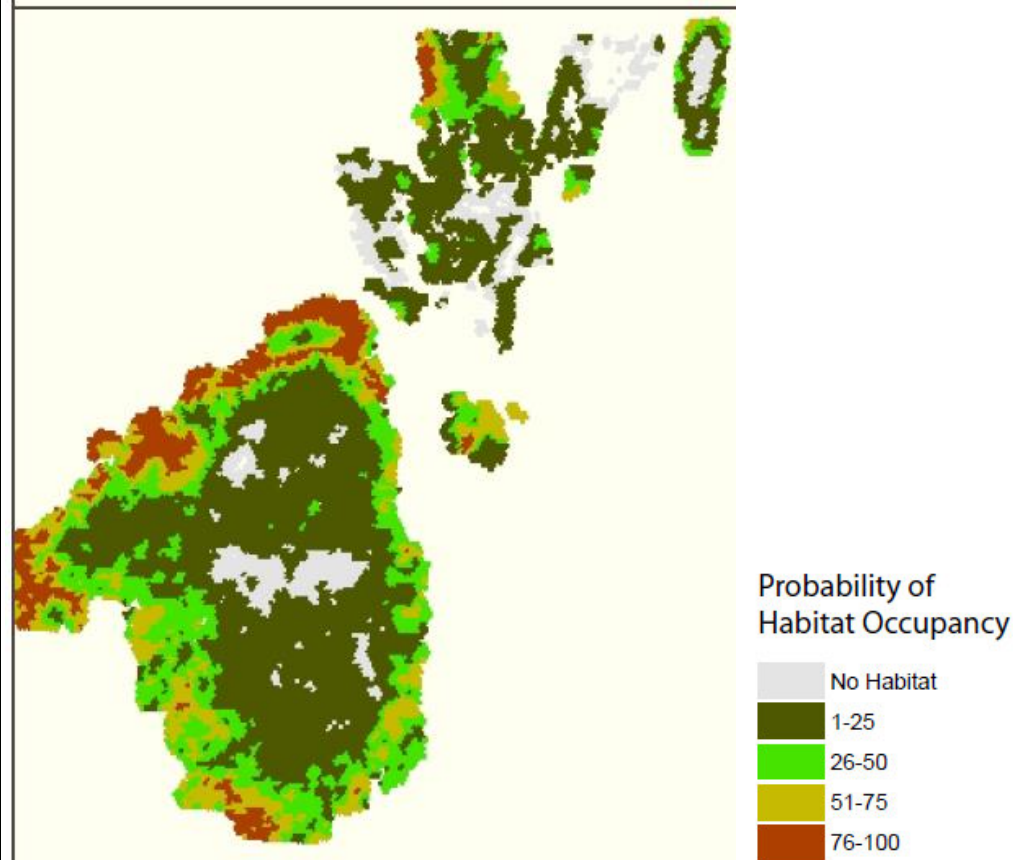 Probability of
Habitat Occupancy
No Habitat
1-25
26-50
51-75
76-100